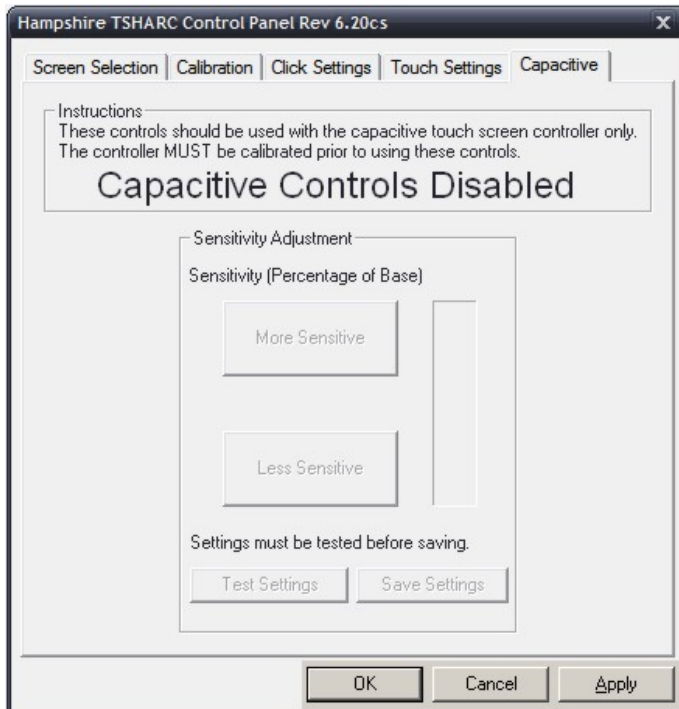 Hampshire TSHARC Control Panel Rev 6.20cs
X
Screen Selection Calibration Click Settings Touch Settings Capacitive
Instructions
These controls should be used with the capacitive touch screen controller only.
The controller MUST be calibrated prior to using these controls.
Capacitive Controls Disabled
Sensitivity Adjustment
Sensitivity (Percentage of Base)
More Sensitive
Less Sensitive
Settings must be tested before saving.
Test Settings Save Settings
OK Cancel Apply